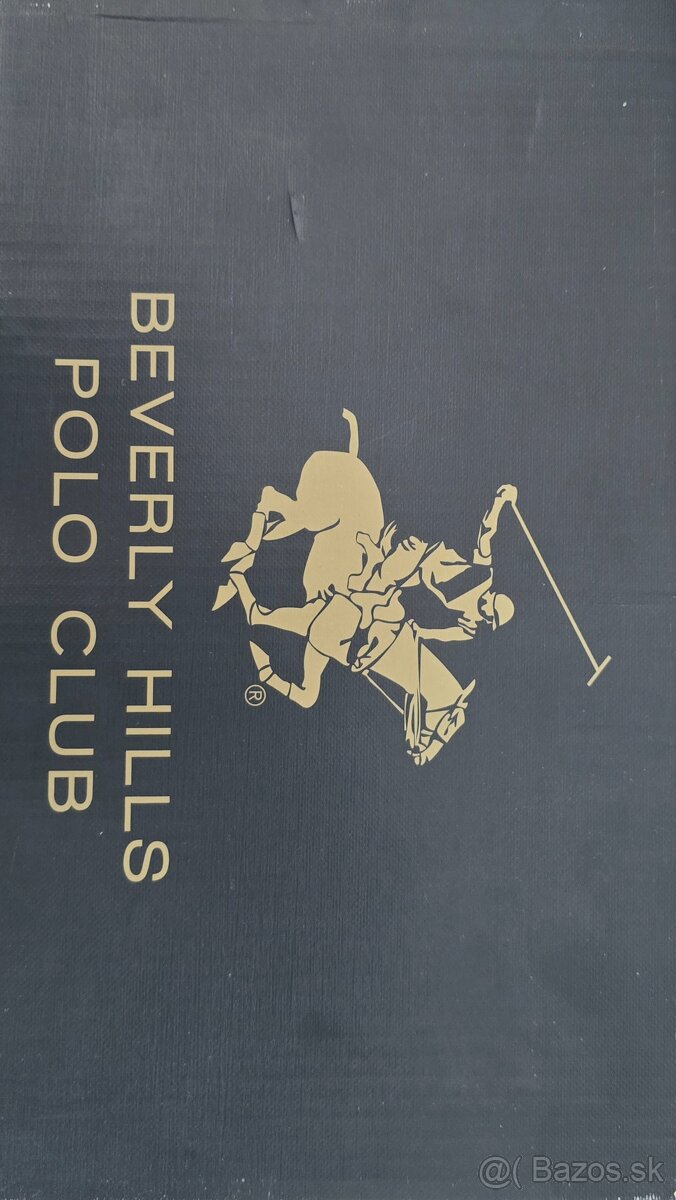 ®
BEVERLY HILLS
POLO CLUB
@( Bazos.sk